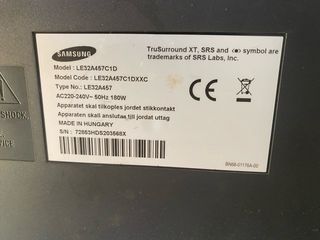 SAMSUNG
TruSurround XT, SRS and (●) symbol are
trademarks of SRS Labs, Inc.
Model : LE32A457C1D
Model Code : LE32A457C1DXXC
Type No.: LE32A457
AC220-240V~ 50Hz 180W
Apparatet skal tilkoples jordet stikkontakt
Apparaten skall anslutas till jordat uttag
MADE IN HUNGARY
S/N : 72853HDS203568X
CE
BN68-01176A-00
SHOCK.